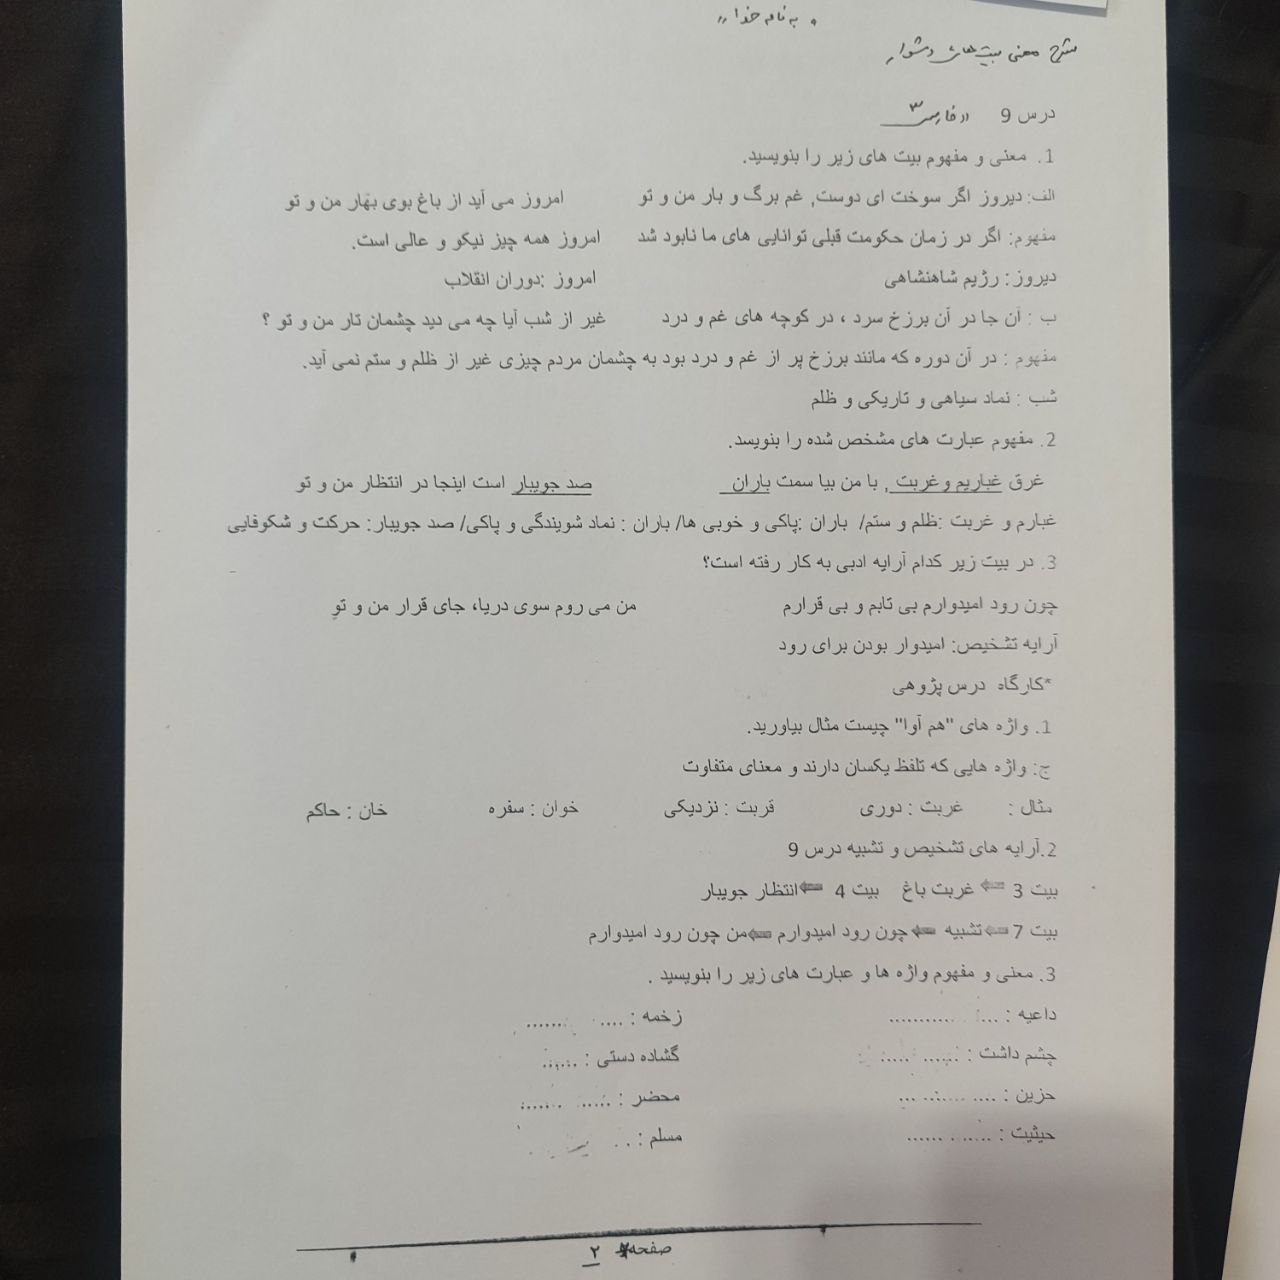 " به نام خدا "
شرح معنی بیت های دشوار
درس 9 "فارسی ۳
1. معنی و مفهوم بیت های زیر را بنویسید.
الف: دیروز اگر سوخت ای دوست, غم برگ و بار من و تو امروز می آید از باغ بوی بهار من و تو
مفهوم: اگر در زمان حکومت قبلی توانایی های ما نابود شد امروز همه چیز نیکو و عالی است.
دیروز: رژیم شاهنشاهی امروز :دوران انقلاب
ب : آن جا در آن برزخ سرد ، در کوچه های غم و درد غیر از شب آیا چه می دید چشمان تار من و تو ؟
مفهوم : در آن دوره که مانند برزخ پر از غم و درد بود به چشمان مردم چیزی غیر از ظلم و ستم نمی آید.
شب : نماد سیاهی و تاریکی و ظلم
2. مفهوم عبارت های مشخص شده را بنویسد.
غرق غباریم وغربت , با من بیا سمت باران صد جویبار است اینجا در انتظار من و تو
غبارم و غربت :ظلم و ستم/ باران :پاکی و خوبی ها/ باران : نماد شویندگی و پاکی/ صد جویبار: حرکت و شکوفایی
3. در بیت زیر کدام آرایه ادبی به کار رفته است؟
چون رود امیدوارم بی تابم و بی قرارم من می روم سوی دریا، جای قرار من و توِ
آرایه تشخیص: امیدوار بودن برای رود
*کارگاه درس پژوهی
1. واژه های "هم آوا" چیست مثال بیاورید.
ج: واژه هایی که تلفظ یکسان دارند و معنای متفاوت
مثال : غربت : دوری قربت : نزدیکی خوان : سفره خان : حاکم
2.آرایه های تشخیص و تشبیه درس 9
بیت 3 ⇐ غربت باغ بیت 4 ⇐انتظار جویبار
بیت 7⇐تشبیه ⇐چون رود امیدوارم ⇐من چون رود امیدوارم
3. معنی و مفهوم واژه ها و عبارت های زیر را بنویسید .
داعیه : .................. زخمه : ..............
چشم داشت : .............. گشاده دستی : ......
حزین : ................ محضر : ..............
حیثیت : .............. مسلم : ..
صفحه ۲